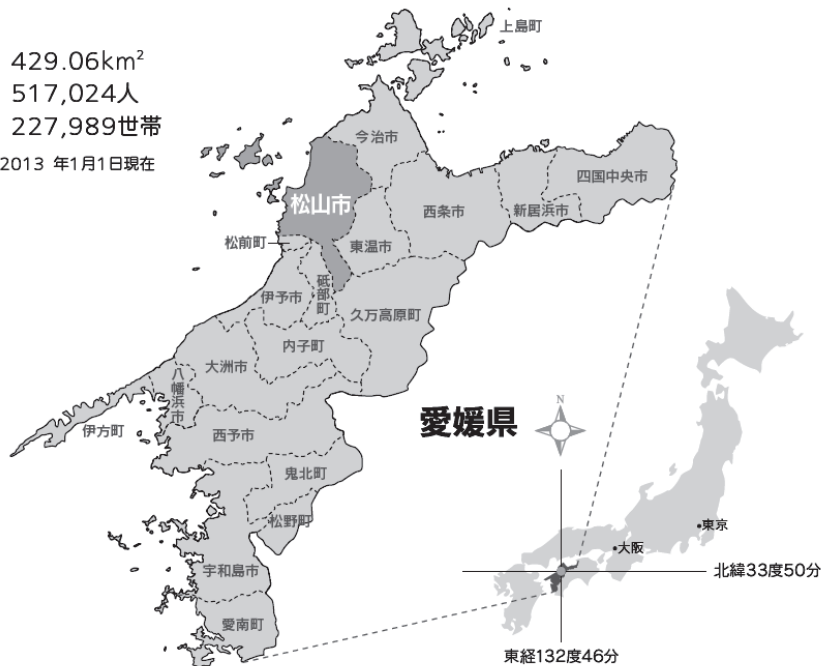 上島町
429.06km²
517,024人
227,989世帯
2013 年1月1日現在
今治市
四国中央市
松山市
西条市
新居浜市
松前町
東温市
伊予市
砥部町
久万高原町
内子町
大洲市
八幡浜市
愛媛県
N
伊方町
西予市
鬼北町
松野町
東京
大阪
宇和島市
北緯33度50分
愛南町
東経132度46分